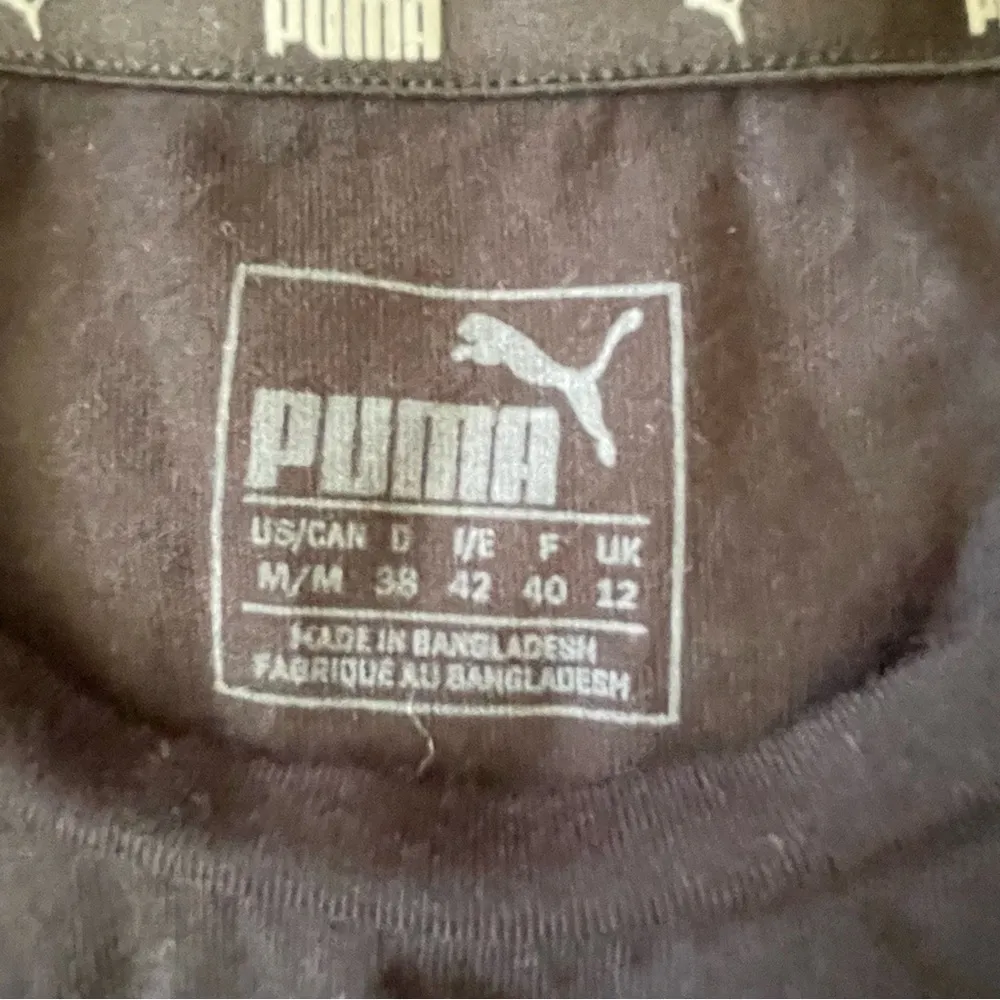 PUMA
PUMA
US/CAN D I/E F UK
M/M 38 42 40 12
MADE IN BANGLADESH
FABRIQUÉ AU BANGLADESH